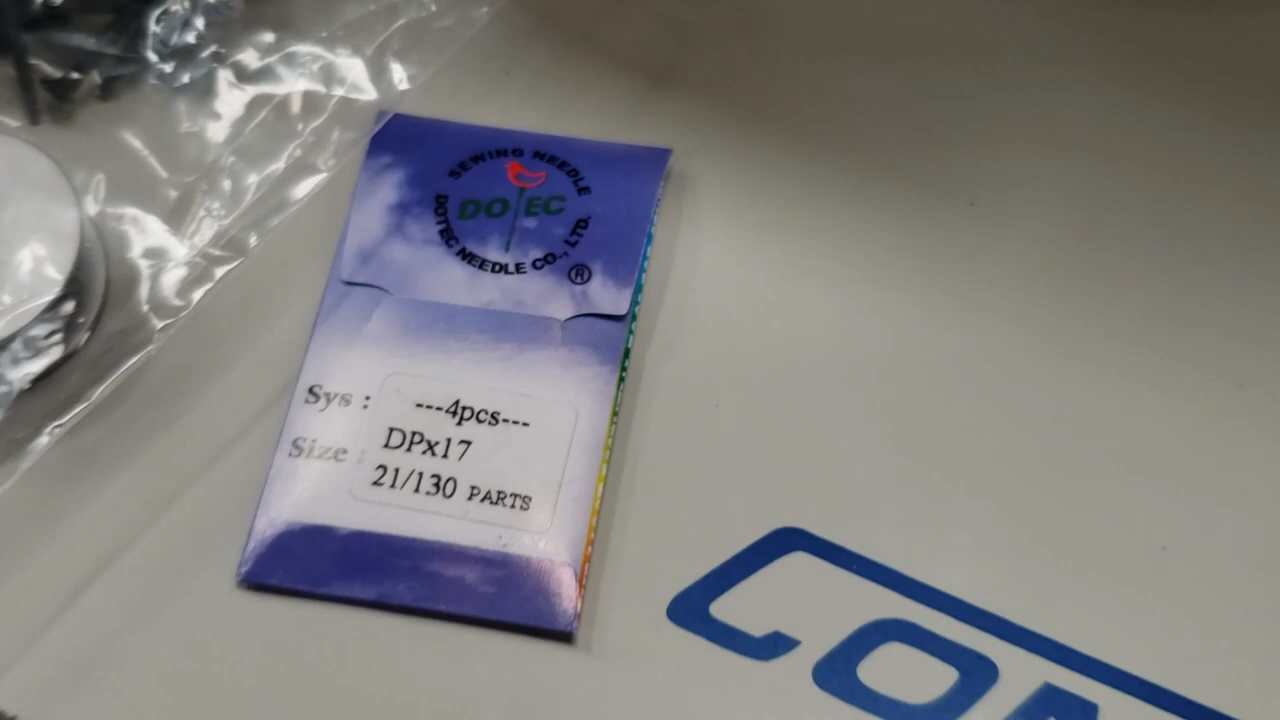 SEWING NEEDLE
DOTEC
DOTEC NEEDLE CO., LTD.
®
Sys : ---4pcs---
DPx17
Size : 21/130 PARTS